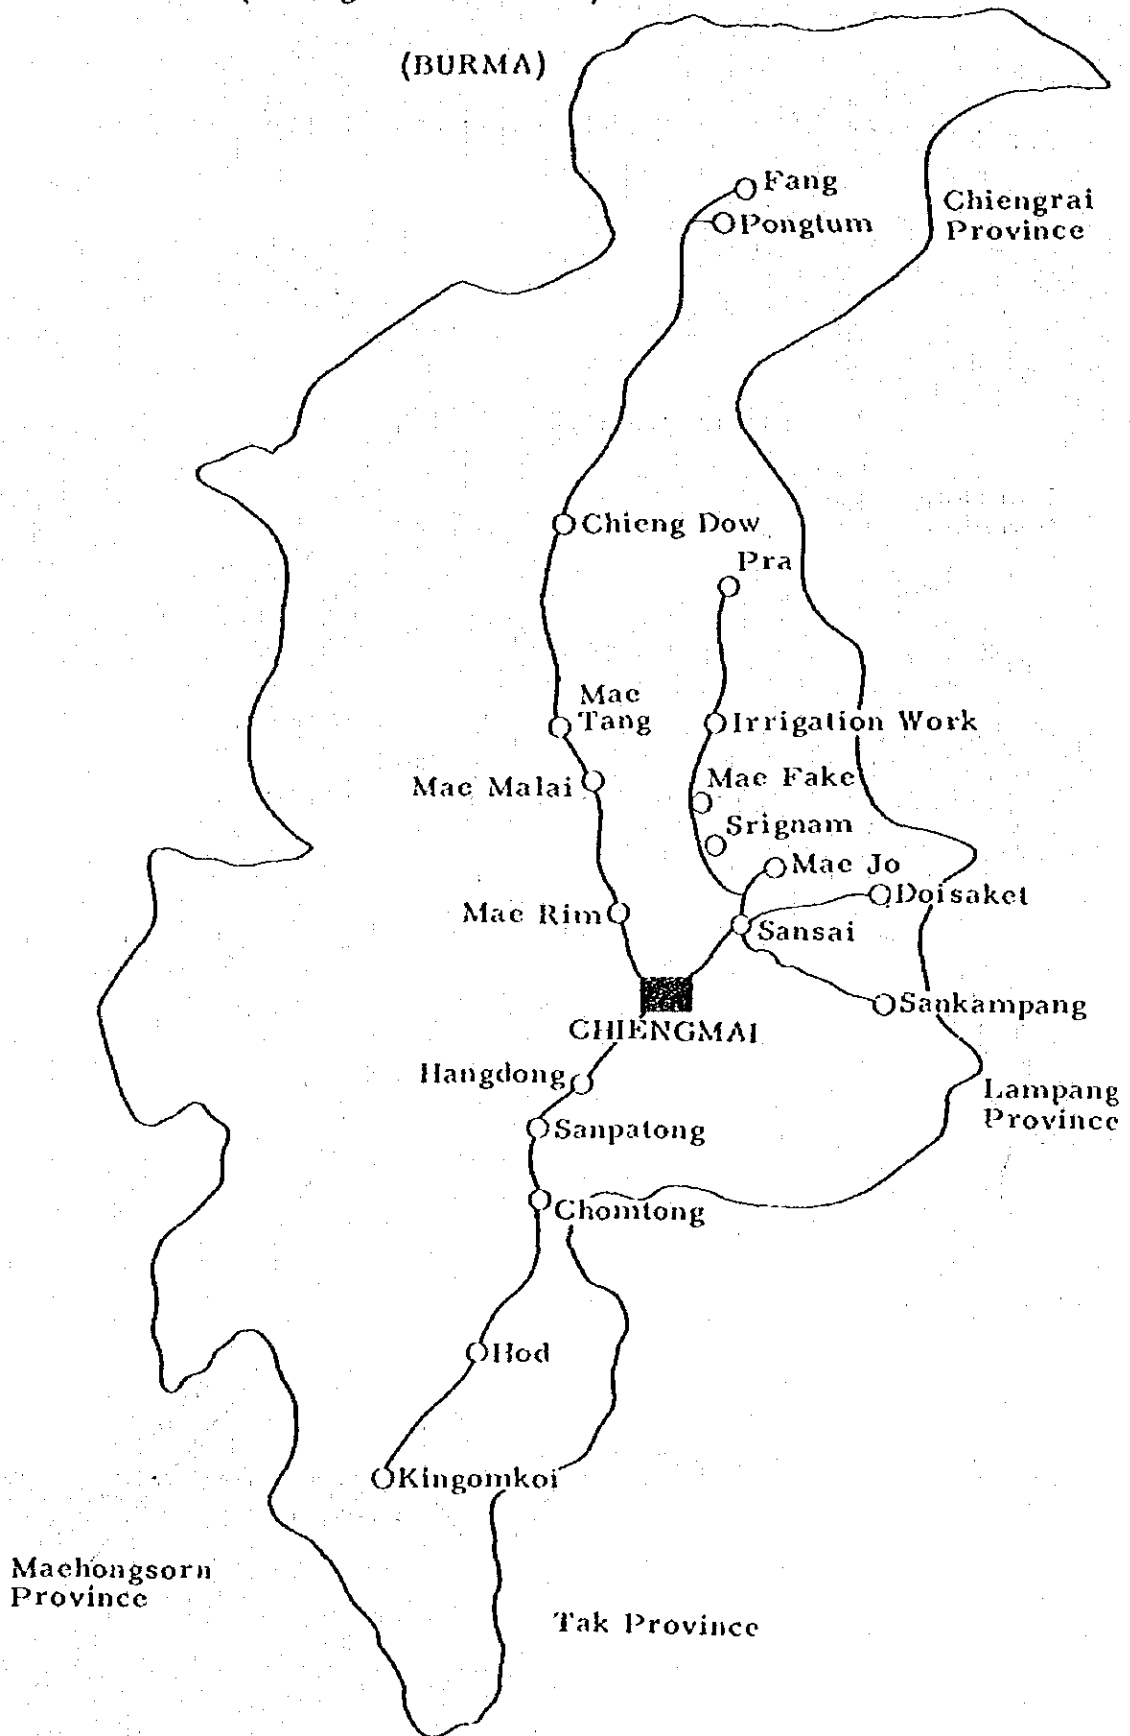 (BURMA)
Fang
Pongtum
Chiengrai
Province
Chieng Dow
Pra
Mae
Tang
Irrigation Work
Mae Malai
Mae Fake
Srignam
Mae Jo
Doisaket
Mae Rim
Sansai
Sankampang
CHIENGMAI
Hangdong
Lampang
Province
Sanpatong
Chomtong
Hod
Kingomkoi
Maehongsorn
Province
Tak Province